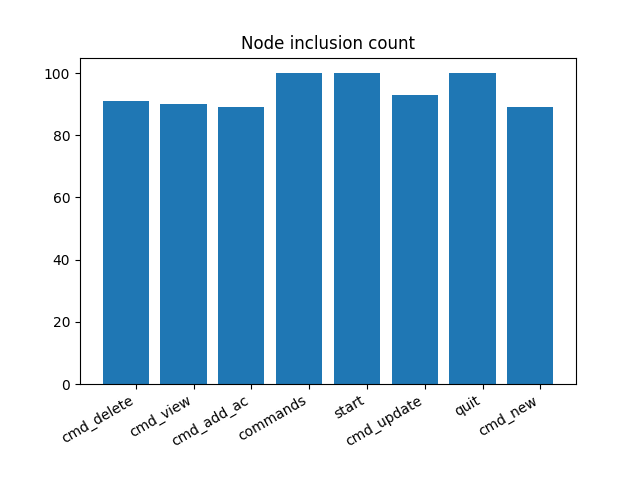 Node inclusion count
100
80
60
40
20
0
cmd_delete
cmd_view
cmd_add_ac
commands
start
cmd_update
quit
cmd_new